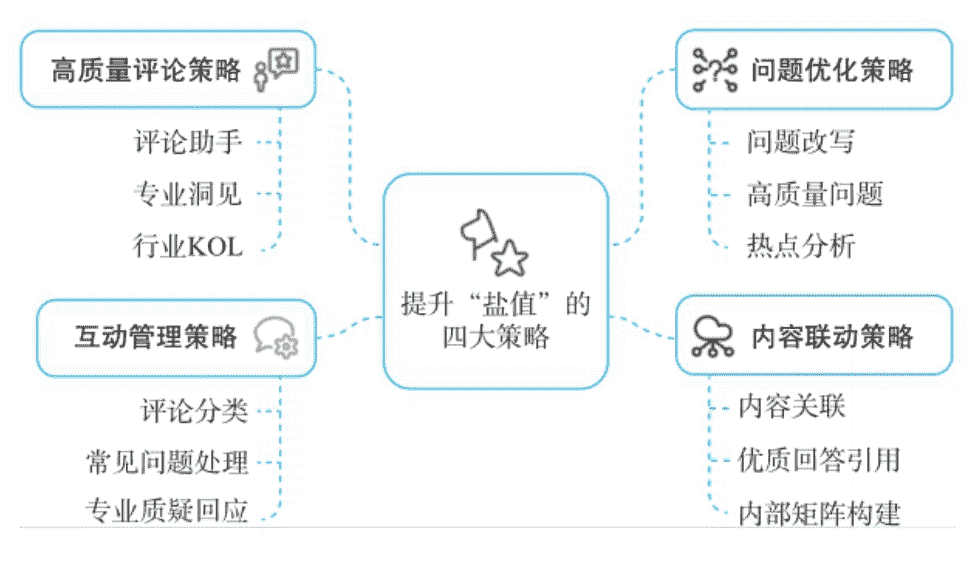 高质量评论策略
评论助手
专业洞见
行业KOL
互动管理策略
评论分类
常见问题处理
专业质疑回应
提升“盐值”的
四大策略
问题优化策略
问题改写
高质量问题
热点分析
内容联动策略
内容关联
优质回答引用
内部矩阵构建